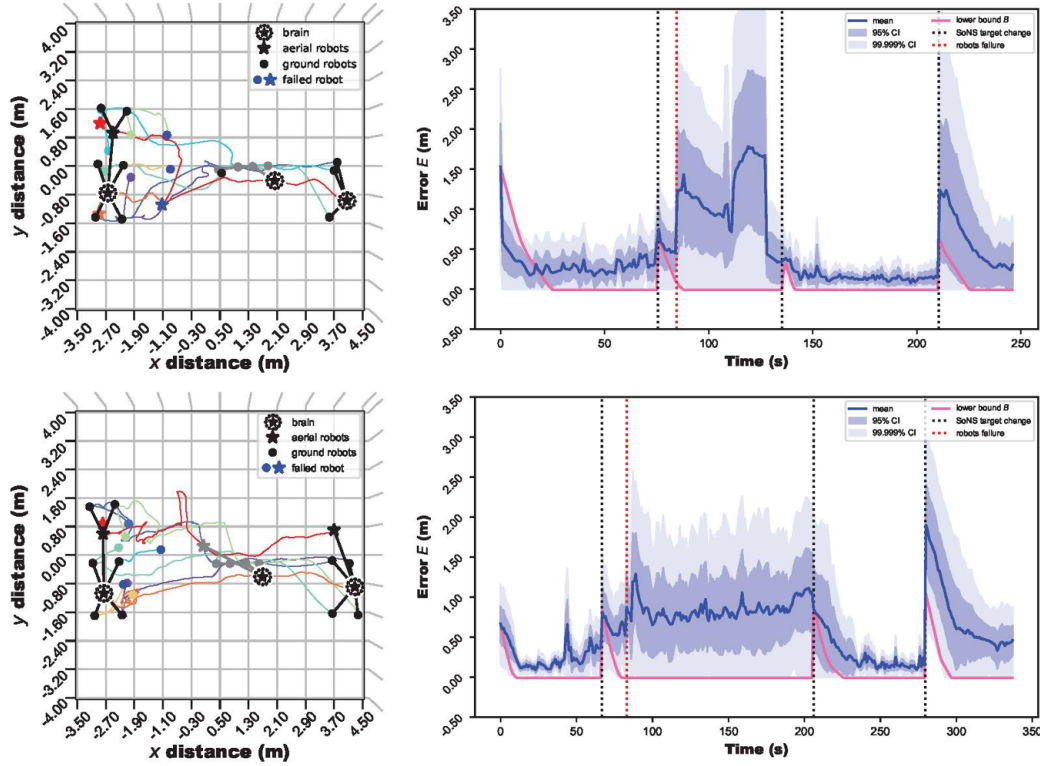 4.00
3.20
2.40
1.60
0.80
0.00
-0.80
-1.60
-2.40
-3.20
-4.00
y distance (m)
brain
aerial robots
ground robots
failed robot
-3.50
-2.70
-1.90
-1.10
-0.30
0.50
1.30
2.10
2.90
3.70
4.50
x distance (m)
3.50
3.00
2.50
2.00
1.50
1.00
0.50
0.00
-0.50
Error E (m)
mean
95% CI
99.999% CI
lower bound B
SoNS target change
robots failure
0
50
100
150
200
250
Time (s)
4.00
3.20
2.40
1.60
0.80
0.00
-0.80
-1.60
-2.40
-3.20
-4.00
y distance (m)
brain
aerial robots
ground robots
failed robot
-3.50
-2.70
-1.90
-1.10
-0.30
0.50
1.30
2.10
2.90
3.70
4.50
x distance (m)
3.50
3.00
2.50
2.00
1.50
1.00
0.50
0.00
-0.50
Error E (m)
mean
95% CI
99.999% CI
lower bound B
SoNS target change
robots failure
0
50
100
150
200
250
300
350
Time (s)